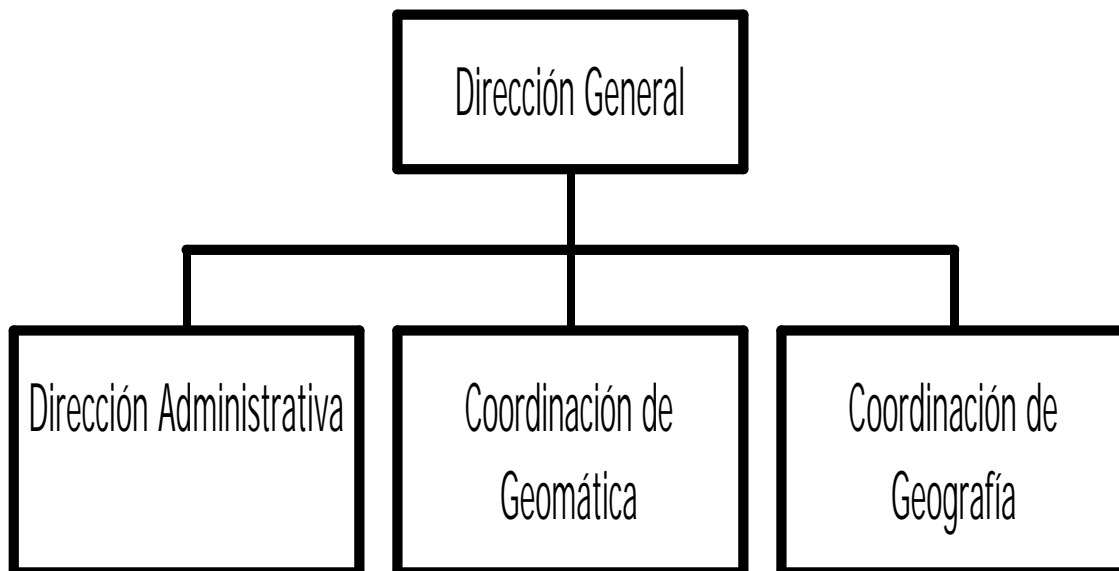 Dirección General
Dirección Administrativa
Coordinación de
Geomática
Coordinación de
Geografía